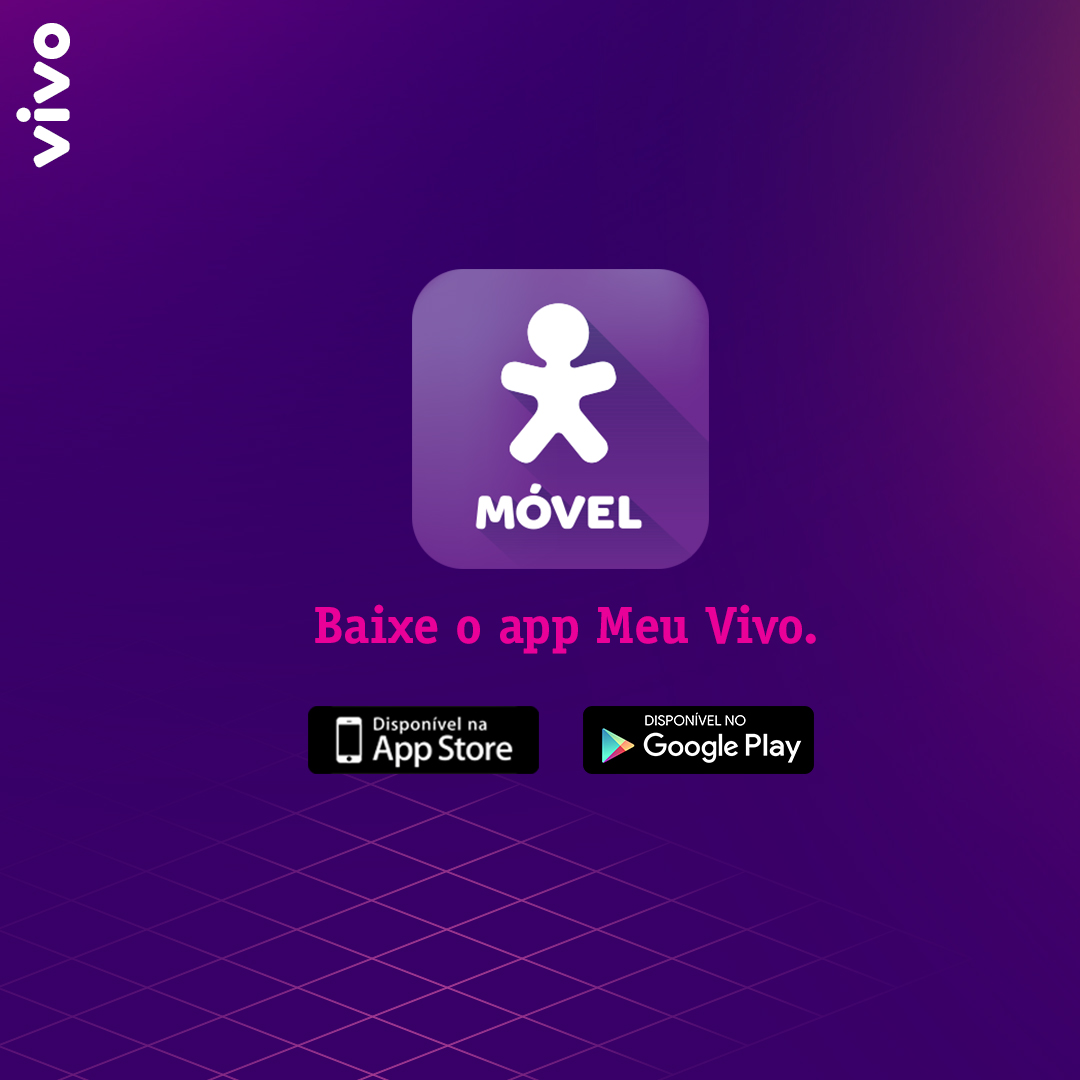 vivo
MÓVEL
Baixe o app Meu Vivo.
Disponível na
App Store
DISPONÍVEL NO
Google Play